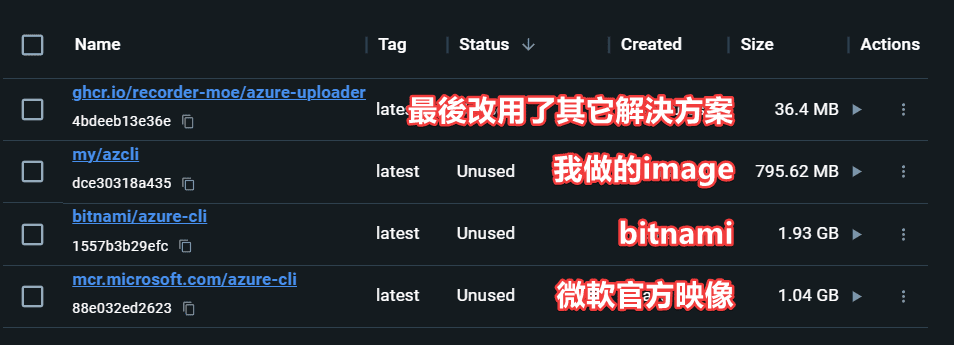 Name Tag Status Created Size Actions
ghcr.io/recorder-moe/azure-uploader
latest 最後改用了其它解決方案 36.4 MB
4bdeeb13e36e
my/azcli
latest Unused 我做的image 795.62 MB
dce30318a435
bitnami/azure-cli
latest Unused bitnami 1.93 GB
1557b3b29efc
mcr.microsoft.com/azure-cli
latest Unused 微軟官方映像 1.04 GB
88e032ed2623